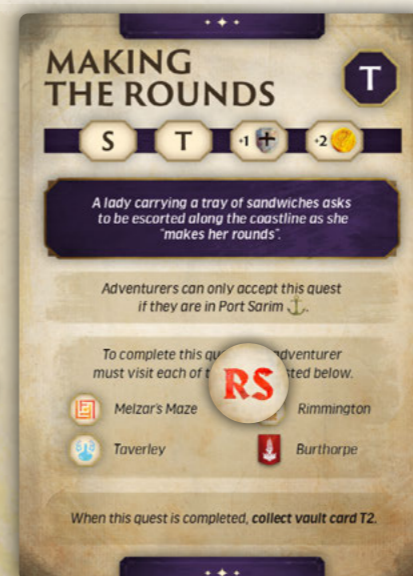 MAKING
THE ROUNDS
T
S T +1 +2
A lady carrying a tray of sandwiches asks
to be escorted along the coastline as she
"makes her rounds".
Adventurers can only accept this quest
if they are in Port Sarim.
To complete this adventurer
must visit each of listed below.
RS
Melzar's Maze Rimmington
Taverley Burthorpe
When this quest is completed, collect vault card T2.